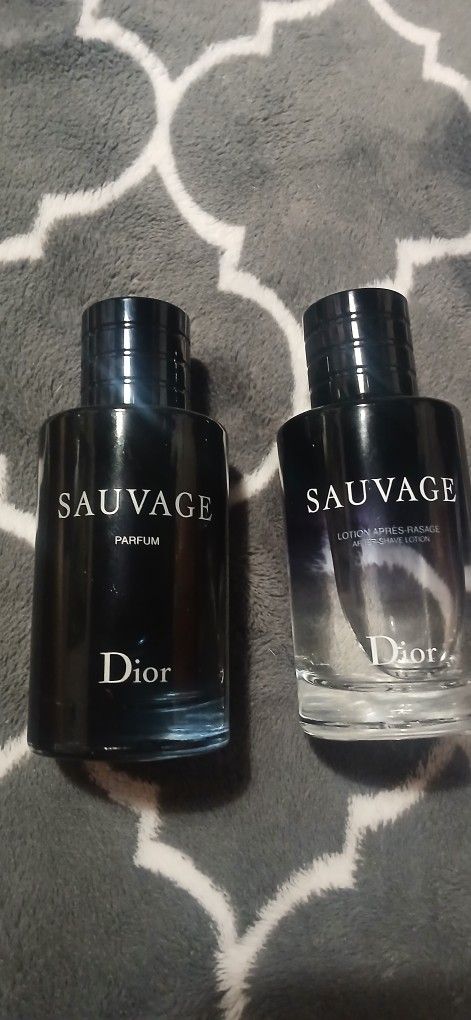 SAUVAGE
PARFUM
Dior
SAUVAGE
LOTION APRÈS-RASAGE
AFTER-SHAVE LOTION
Dior